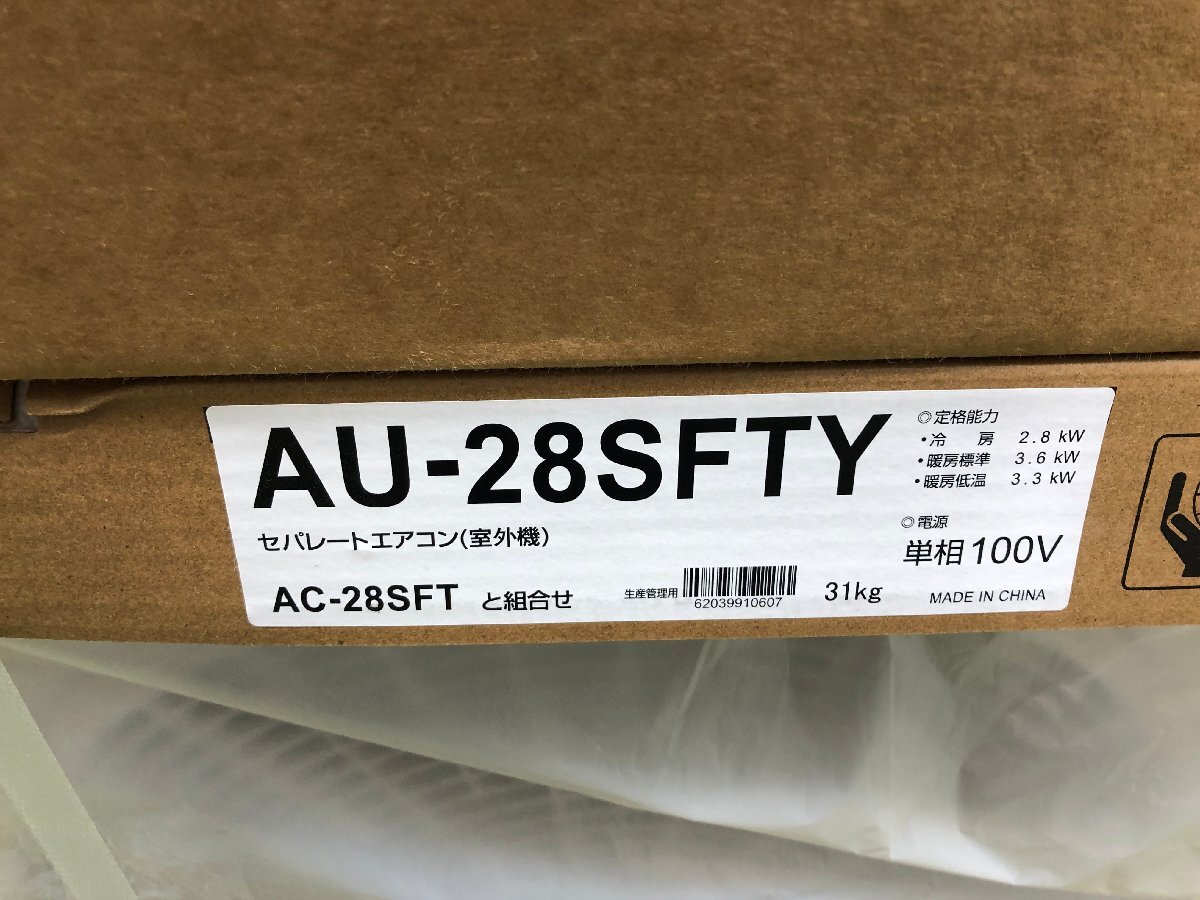 AU-28SFTY
セパレートエアコン(室外機)
AC-28SFT と組合せ
◎定格能力
・冷 房 2.8 kW
・暖房標準 3.6 kW
・暖房低温 3.3 kW
◎電源
単相100V
生産管理用
62039910607
31kg
MADE IN CHINA